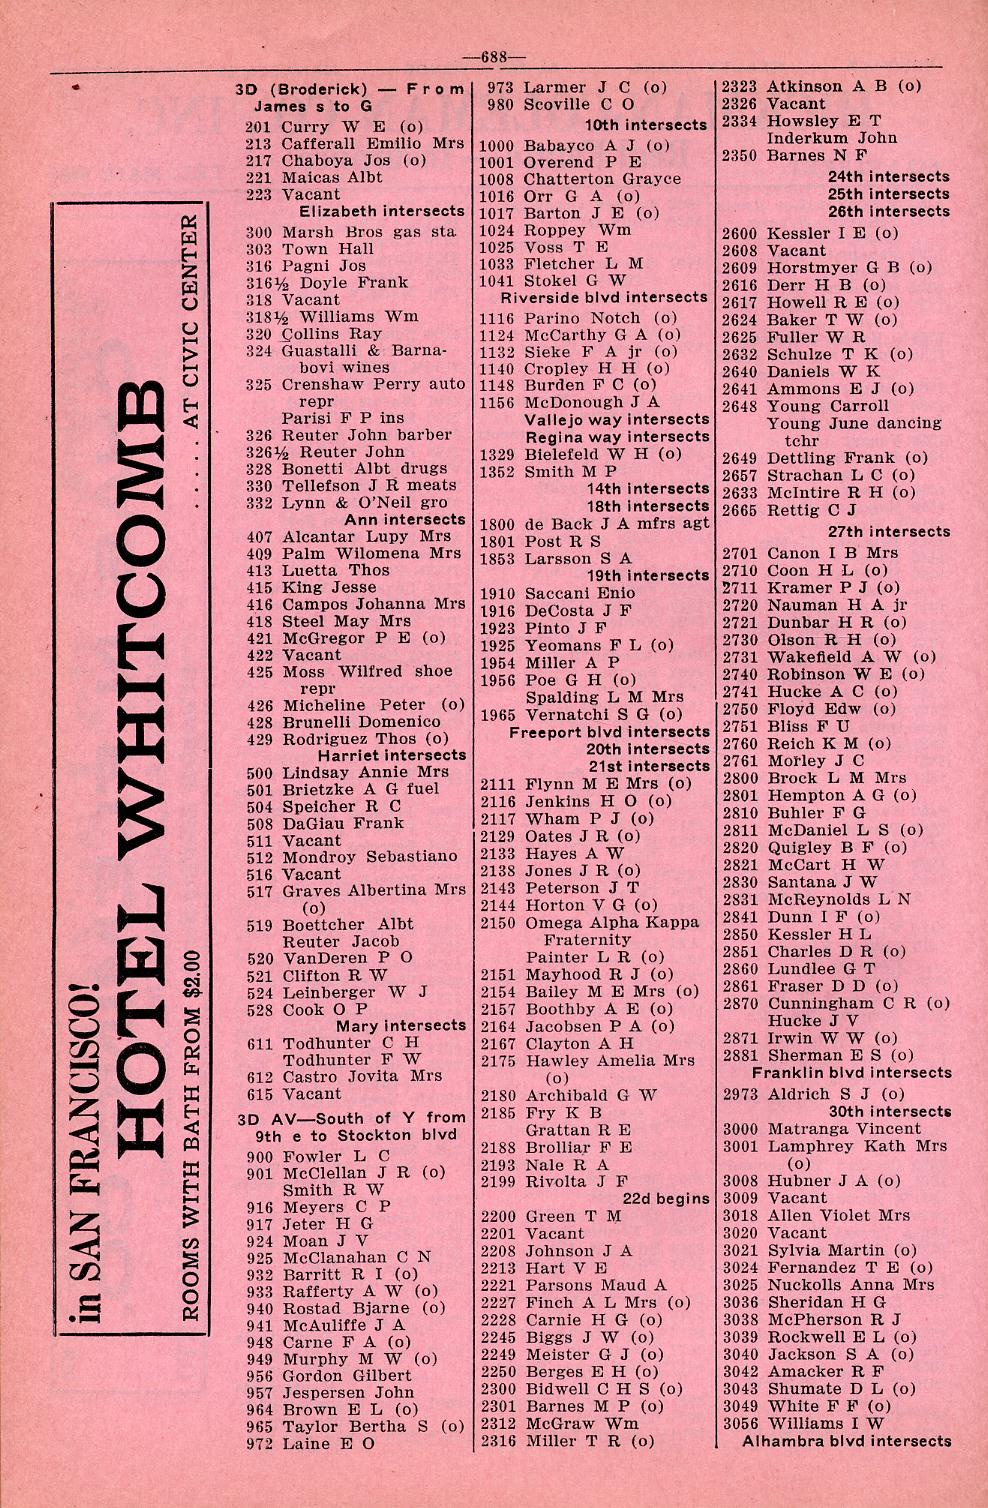 —688—
in SAN FRANCISCO!
HOTEL WHITCOMB
ROOMS WITH BATH FROM $2.00 . . . . . AT CIVIC CENTER
3D (Broderick) — From
James s to G
201 Curry W E (o)
213 Cafferall Emilio Mrs
217 Chaboya Jos (o)
221 Maicas Albt
223 Vacant
Elizabeth intersects
300 Marsh Bros gas sta
303 Town Hall
316 Pagni Jos
316½ Doyle Frank
318 Vacant
318½ Williams Wm
320 Collins Ray
324 Guastalli & Barna-
bovi wines
325 Crenshaw Perry auto
repr
Parisi F P ins
326 Reuter John barber
326½ Reuter John
328 Bonetti Albt drugs
330 Tellefson J R meats
332 Lynn & O'Neil gro
Ann intersects
407 Alcantar Lupy Mrs
409 Palm Wilomena Mrs
413 Luetta Thos
415 King Jesse
416 Campos Johanna Mrs
418 Steel May Mrs
421 McGregor P E (o)
422 Vacant
425 Moss Wilfred shoe
repr
426 Micheline Peter (o)
428 Brunelli Domenico
429 Rodriguez Thos (o)
Harriet intersects
500 Lindsay Annie Mrs
501 Brietzke A G fuel
504 Speicher R C
508 DaGiau Frank
511 Vacant
512 Mondroy Sebastiano
516 Vacant
517 Graves Albertina Mrs
(o)
519 Boettcher Albt
Reuter Jacob
520 VanDeren P O
521 Clifton R W
524 Leinberger W J
528 Cook O P
Mary intersects
611 Todhunter C H
Todhunter F W
612 Castro Jovita Mrs
615 Vacant
3D AV—South of Y from
9th e to Stockton blvd
900 Fowler L C
901 McClellan J R (o)
Smith R W
916 Meyers C P
917 Jeter H G
924 Moan J V
925 McClanahan C N
932 Barritt R I (o)
933 Rafferty A W (o)
940 Rostad Bjarne (o)
941 McAuliffe J A
948 Carne F A (o)
949 Murphy M W (o)
956 Gordon Gilbert
957 Jespersen John
964 Brown E L (o)
965 Taylor Bertha S (o)
972 Laine E O
973 Larmer J C (o)
980 Scoville C O
10th intersects
1000 Babayco A J (o)
1001 Overend P E
1008 Chatterton Grayce
1016 Orr G A (o)
1017 Barton J E (o)
1024 Roppey Wm
1025 Voss T E
1033 Fletcher L M
1041 Stokel G W
Riverside blvd intersects
1116 Parino Notch (o)
1124 McCarthy G A (o)
1132 Sieke F A jr (o)
1140 Cropley H H (o)
1148 Burden F C (o)
1156 McDonough J A
Vallejo way intersects
Regina way intersects
1329 Bielefeld W H (o)
1352 Smith M P
14th intersects
18th intersects
1800 de Back J A mfrs agt
1801 Post R S
1853 Larsson S A
19th intersects
1910 Saccani Enio
1916 DeCosta J F
1923 Pinto J F
1925 Yeomans F L (o)
1954 Miller A P
1956 Poe G H (o)
Spalding L M Mrs
1965 Vernatchi S G (o)
Freeport blvd intersects
20th intersects
21st intersects
2111 Flynn M E Mrs (o)
2116 Jenkins H O (o)
2117 Wham P J (o)
2129 Oates J R (o)
2133 Hayes A W
2138 Jones J R (o)
2143 Peterson J T
2144 Horton V G (o)
2150 Omega Alpha Kappa
Fraternity
Painter L R (o)
2151 Mayhood R J (o)
2154 Bailey M E Mrs (o)
2157 Boothby A E (o)
2164 Jacobsen P A (o)
2167 Clayton A H
2175 Hawley Amelia Mrs
(o)
2180 Archibald G W
2185 Fry K B
Grattan R E
2188 Brolliar F E
2193 Nale R A
2199 Rivolta J F
22d begins
2200 Green T M
2201 Vacant
2208 Johnson J A
2213 Hart V E
2221 Parsons Maud A
2227 Finch A L Mrs (o)
2228 Carnie H G (o)
2245 Biggs J W (o)
2249 Meister G J (o)
2250 Berges E H (o)
2300 Bidwell C H S (o)
2301 Barnes M P (o)
2312 McGraw Wm
2316 Miller T R (o)
2323 Atkinson A B (o)
2326 Vacant
2334 Howsley E T
Inderkum John
2350 Barnes N F
24th intersects
25th intersects
26th intersects
2600 Kessler I E (o)
2608 Vacant
2609 Horstmyer G B (o)
2616 Derr H B (o)
2617 Howell R E (o)
2624 Baker T W (o)
2625 Fuller W R
2632 Schulze T K (o)
2640 Daniels W K
2641 Ammons E J (o)
2648 Young Carroll
Young June dancing
tchr
2649 Dettling Frank (o)
2657 Strachan L C (o)
2633 McIntire R H (o)
2665 Rettig C J
27th intersects
2701 Canon I B Mrs
2710 Coon H L (o)
2711 Kramer P J (o)
2720 Nauman H A jr
2721 Dunbar H R (o)
2730 Olson R H (o)
2731 Wakefield A W (o)
2740 Robinson W E (o)
2741 Hucke A C (o)
2750 Floyd Edw (o)
2751 Bliss F U
2760 Reich K M (o)
2761 Morley J C
2800 Brock L M Mrs
2801 Hempton A G (o)
2810 Buhler F G
2811 McDaniel L S (o)
2820 Quigley B F (o)
2821 McCart H W
2830 Santana J W
2831 McReynolds L N
2841 Dunn I F (o)
2850 Kessler H L
2851 Charles D R (o)
2860 Lundlee G T
2861 Fraser D D (o)
2870 Cunningham C R (o)
Hucke J V
2871 Irwin W W (o)
2881 Sherman E S (o)
Franklin blvd intersects
2973 Aldrich S J (o)
30th intersects
3000 Matranga Vincent
3001 Lamphrey Kath Mrs
(o)
3008 Hubner J A (o)
3009 Vacant
3018 Allen Violet Mrs
3020 Vacant
3021 Sylvia Martin (o)
3024 Fernandez T E (o)
3025 Nuckolls Anna Mrs
3036 Sheridan H G
3038 McPherson R J
3039 Rockwell E L (o)
3040 Jackson S A (o)
3042 Amacker R F
3043 Shumate D L (o)
3049 White F F (o)
3056 Williams I W
Alhambra blvd intersects